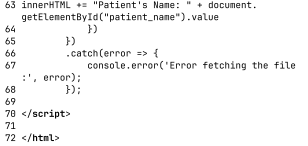 63 innerHTML += "Patient's Name: " + document.
getElementById("patient_name").value
64 })
65 })
66 .catch(error => {
67 console.error('Error fetching the file
:', error);
68 });
69
70 </script>
71
72 </html>